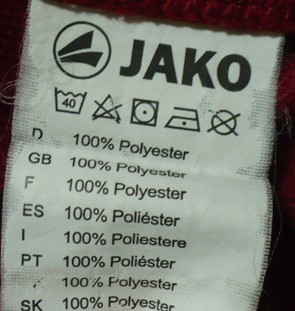 JAKO
40
D 100% Polyester
GB 100% Polyester
F 100% Polyester
ES 100% Poliéster
I 100% Poliestere
PT 100% Poliéster
100% Polyester
SK 100% Polyester